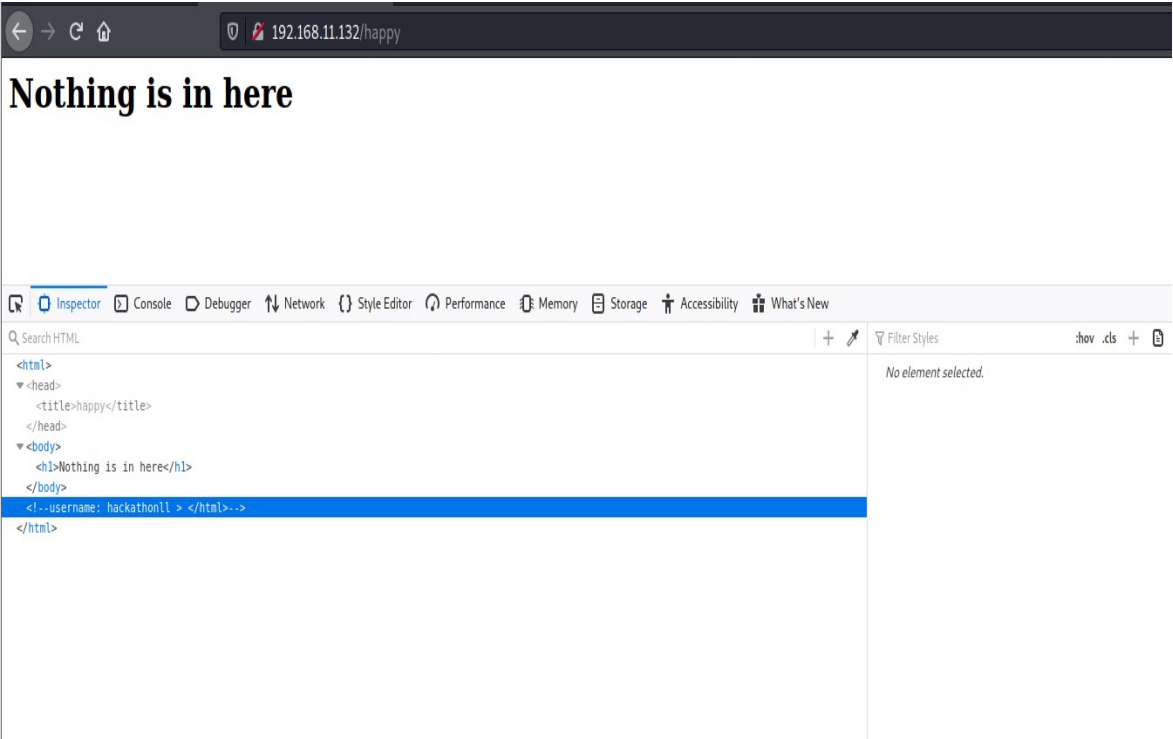 192.168.11.132/happy
Nothing is in here
Inspector Console Debugger Network {} Style Editor Performance Memory Storage Accessibility What's New
Search HTML
Filter Styles :hov .cls
<html>
<head>
<title>happy</title>
</head>
<body>
<h1>Nothing is in here</h1>
</body>
<!--username: hackathonll > </html>-->
</html>
No element selected.